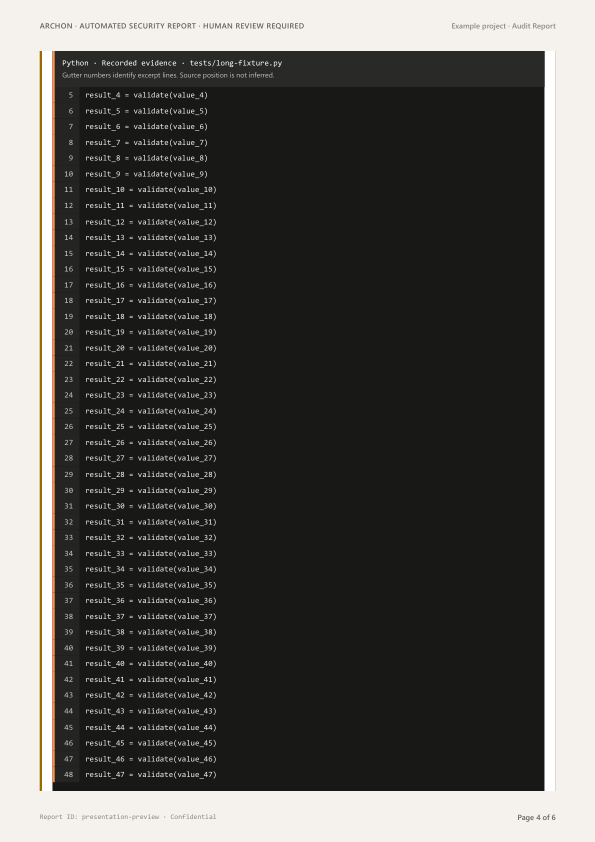 ARCHON · AUTOMATED SECURITY REPORT · HUMAN REVIEW REQUIRED
Example project · Audit Report
Python · Recorded evidence · tests/long-fixture.py
Gutter numbers identify excerpt lines. Source position is not inferred.
5 result_4 = validate(value_4)
6 result_5 = validate(value_5)
7 result_6 = validate(value_6)
8 result_7 = validate(value_7)
9 result_8 = validate(value_8)
10 result_9 = validate(value_9)
11 result_10 = validate(value_10)
12 result_11 = validate(value_11)
13 result_12 = validate(value_12)
14 result_13 = validate(value_13)
15 result_14 = validate(value_14)
16 result_15 = validate(value_15)
17 result_16 = validate(value_16)
18 result_17 = validate(value_17)
19 result_18 = validate(value_18)
20 result_19 = validate(value_19)
21 result_20 = validate(value_20)
22 result_21 = validate(value_21)
23 result_22 = validate(value_22)
24 result_23 = validate(value_23)
25 result_24 = validate(value_24)
26 result_25 = validate(value_25)
27 result_26 = validate(value_26)
28 result_27 = validate(value_27)
29 result_28 = validate(value_28)
30 result_29 = validate(value_29)
31 result_30 = validate(value_30)
32 result_31 = validate(value_31)
33 result_32 = validate(value_32)
34 result_33 = validate(value_33)
35 result_34 = validate(value_34)
36 result_35 = validate(value_35)
37 result_36 = validate(value_36)
38 result_37 = validate(value_37)
39 result_38 = validate(value_38)
40 result_39 = validate(value_39)
41 result_40 = validate(value_40)
42 result_41 = validate(value_41)
43 result_42 = validate(value_42)
44 result_43 = validate(value_43)
45 result_44 = validate(value_44)
46 result_45 = validate(value_45)
47 result_46 = validate(value_46)
48 result_47 = validate(value_47)
Report ID: presentation-preview · Confidential
Page 4 of 6